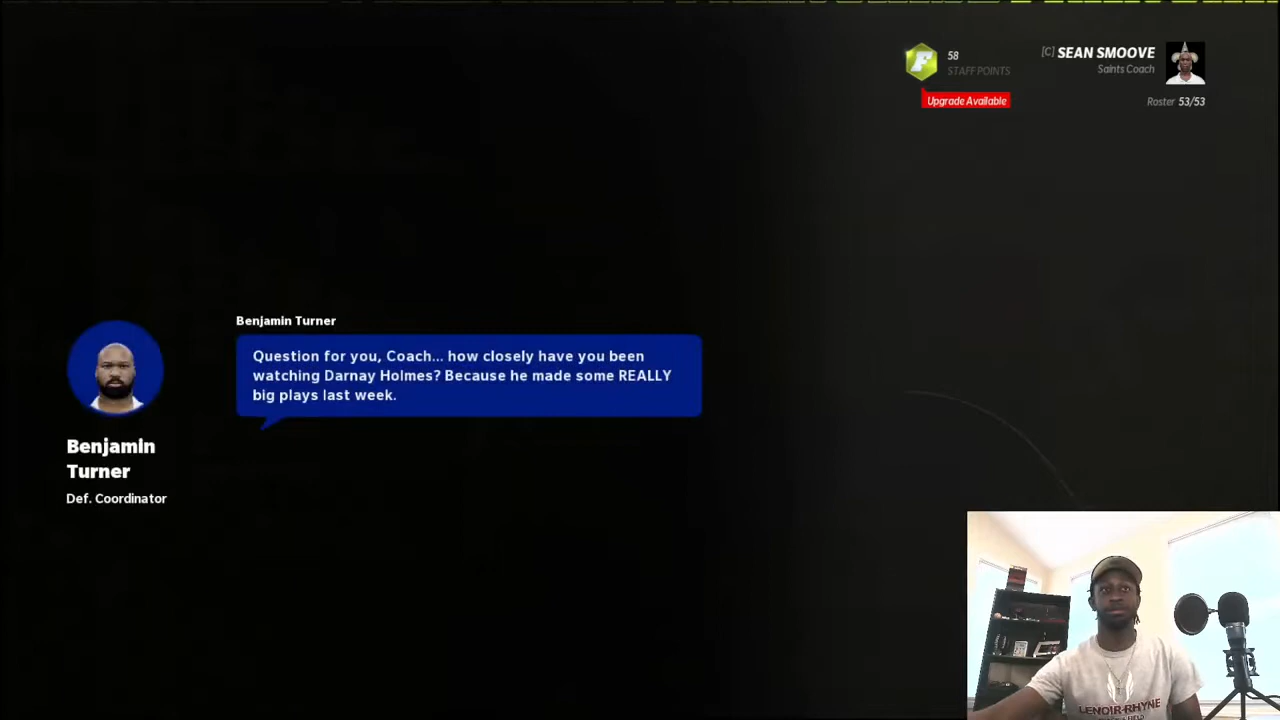 58
STAFF POINTS
Upgrade Available
[C] SEAN SMOOVE
Saints Coach
Roster 53/53
Benjamin Turner
Question for you, Coach... how closely have you been
watching Darnay Holmes? Because he made some REALLY
big plays last week.
Benjamin
Turner
Def. Coordinator
LENOIR-RHYNE